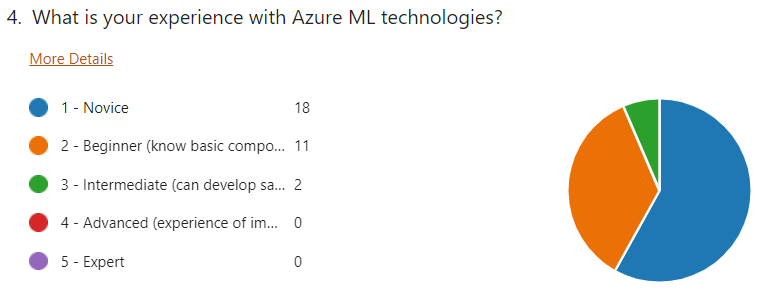 4. What is your experience with Azure ML technologies?
More Details
1 - Novice 18
2 - Beginner (know basic compo... 11
3 - Intermediate (can develop sa... 2
4 - Advanced (experience of im... 0
5 - Expert 0